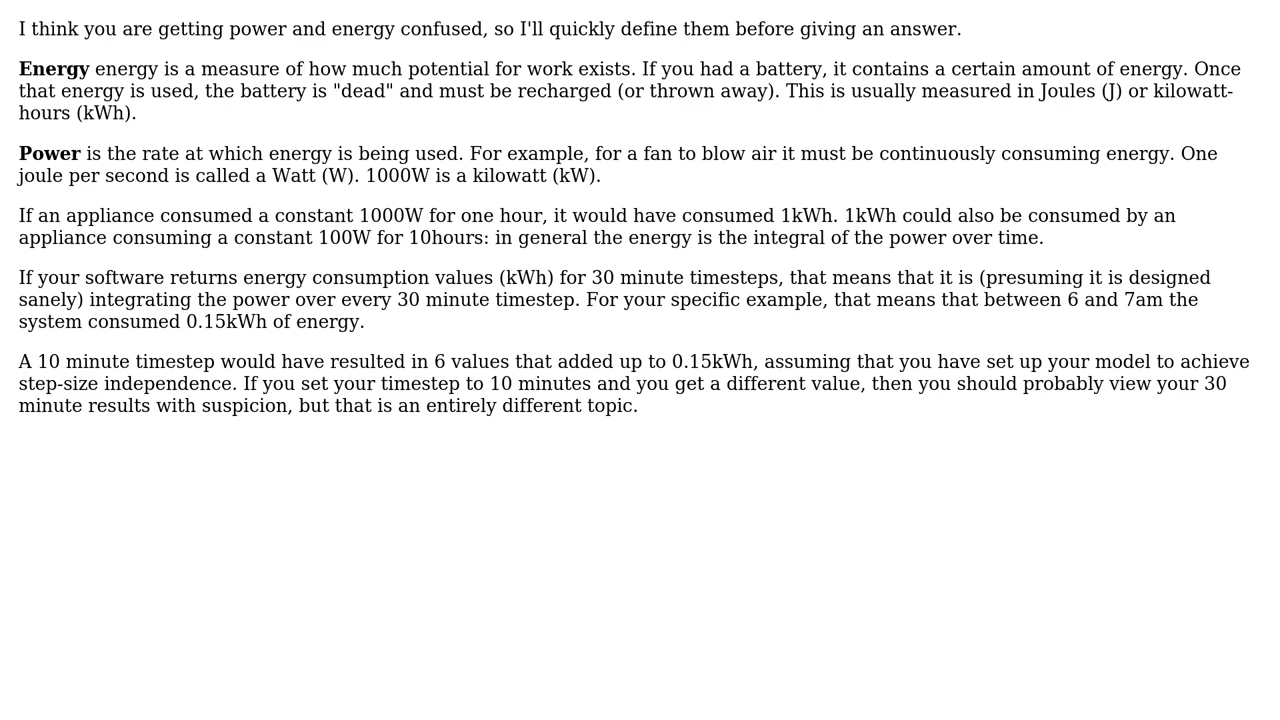 I think you are getting power and energy confused, so I'll quickly define them before giving an answer.
Energy energy is a measure of how much potential for work exists. If you had a battery, it contains a certain amount of energy. Once
that energy is used, the battery is "dead" and must be recharged (or thrown away). This is usually measured in Joules (J) or kilowatt-
hours (kWh).
Power is the rate at which energy is being used. For example, for a fan to blow air it must be continuously consuming energy. One
joule per second is called a Watt (W). 1000W is a kilowatt (kW).
If an appliance consumed a constant 1000W for one hour, it would have consumed 1kWh. 1kWh could also be consumed by an
appliance consuming a constant 100W for 10hours: in general the energy is the integral of the power over time.
If your software returns energy consumption values (kWh) for 30 minute timesteps, that means that it is (presuming it is designed
sanely) integrating the power over every 30 minute timestep. For your specific example, that means that between 6 and 7am the
system consumed 0.15kWh of energy.
A 10 minute timestep would have resulted in 6 values that added up to 0.15kWh, assuming that you have set up your model to achieve
step-size independence. If you set your timestep to 10 minutes and you get a different value, then you should probably view your 30
minute results with suspicion, but that is an entirely different topic.